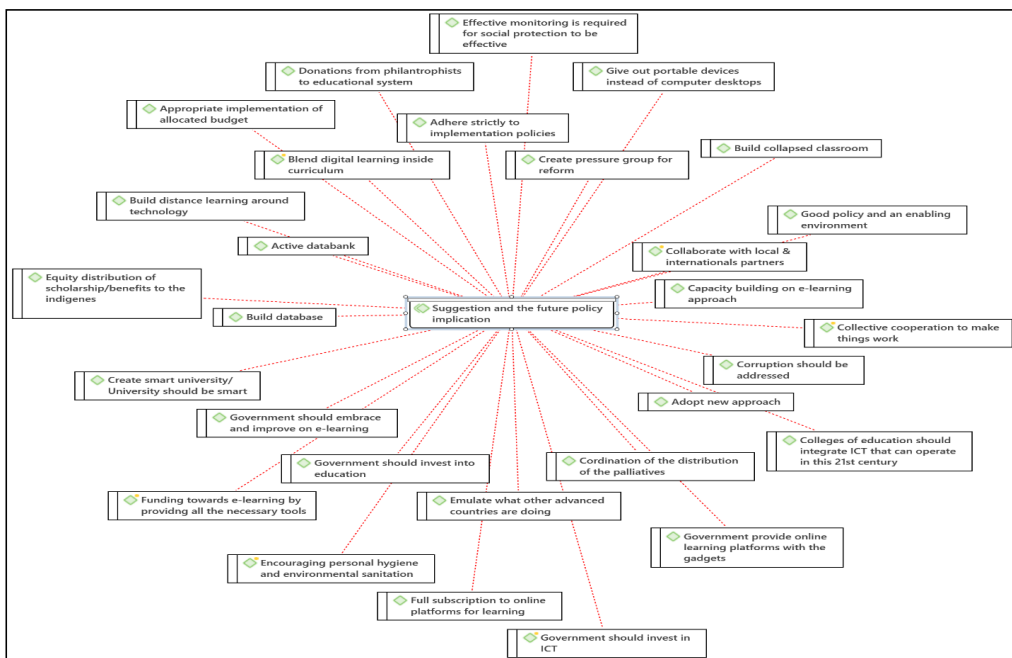 Effective monitoring is required
for social protection to be
effective
Donations from philantrophists
to educational system
Give out portable devices
instead of computer desktops
Appropriate implementation of
allocated budget
Adhere strictly to
implementation policies
Build collapsed classroom
Blend digital learning inside
curriculum
Create pressure group for
reform
Build distance learning around
technology
Good policy and an enabling
environment
Active databank
Collaborate with local &
internationals partners
Equity distribution of
scholarship/benefits to the
indigenes
Capacity building on e-learning
approach
Suggestion and the future policy
implication
Build database
Collective cooperation to make
things work
Corruption should be
addressed
Create smart university/
University should be smart
Adopt new approach
Government should embrace
and improve on e-learning
Colleges of education should
integrate ICT that can operate
in this 21st century
Government should invest into
education
Cordination of the distribution
of the palliatives
Funding towards e-learning by
providng all the necessary tools
Emulate what other advanced
countries are doing
Government provide online
learning platforms with the
gadgets
Encouraging personal hygiene
and environmental sanitation
Full subscription to online
platforms for learning
Government should invest in
ICT